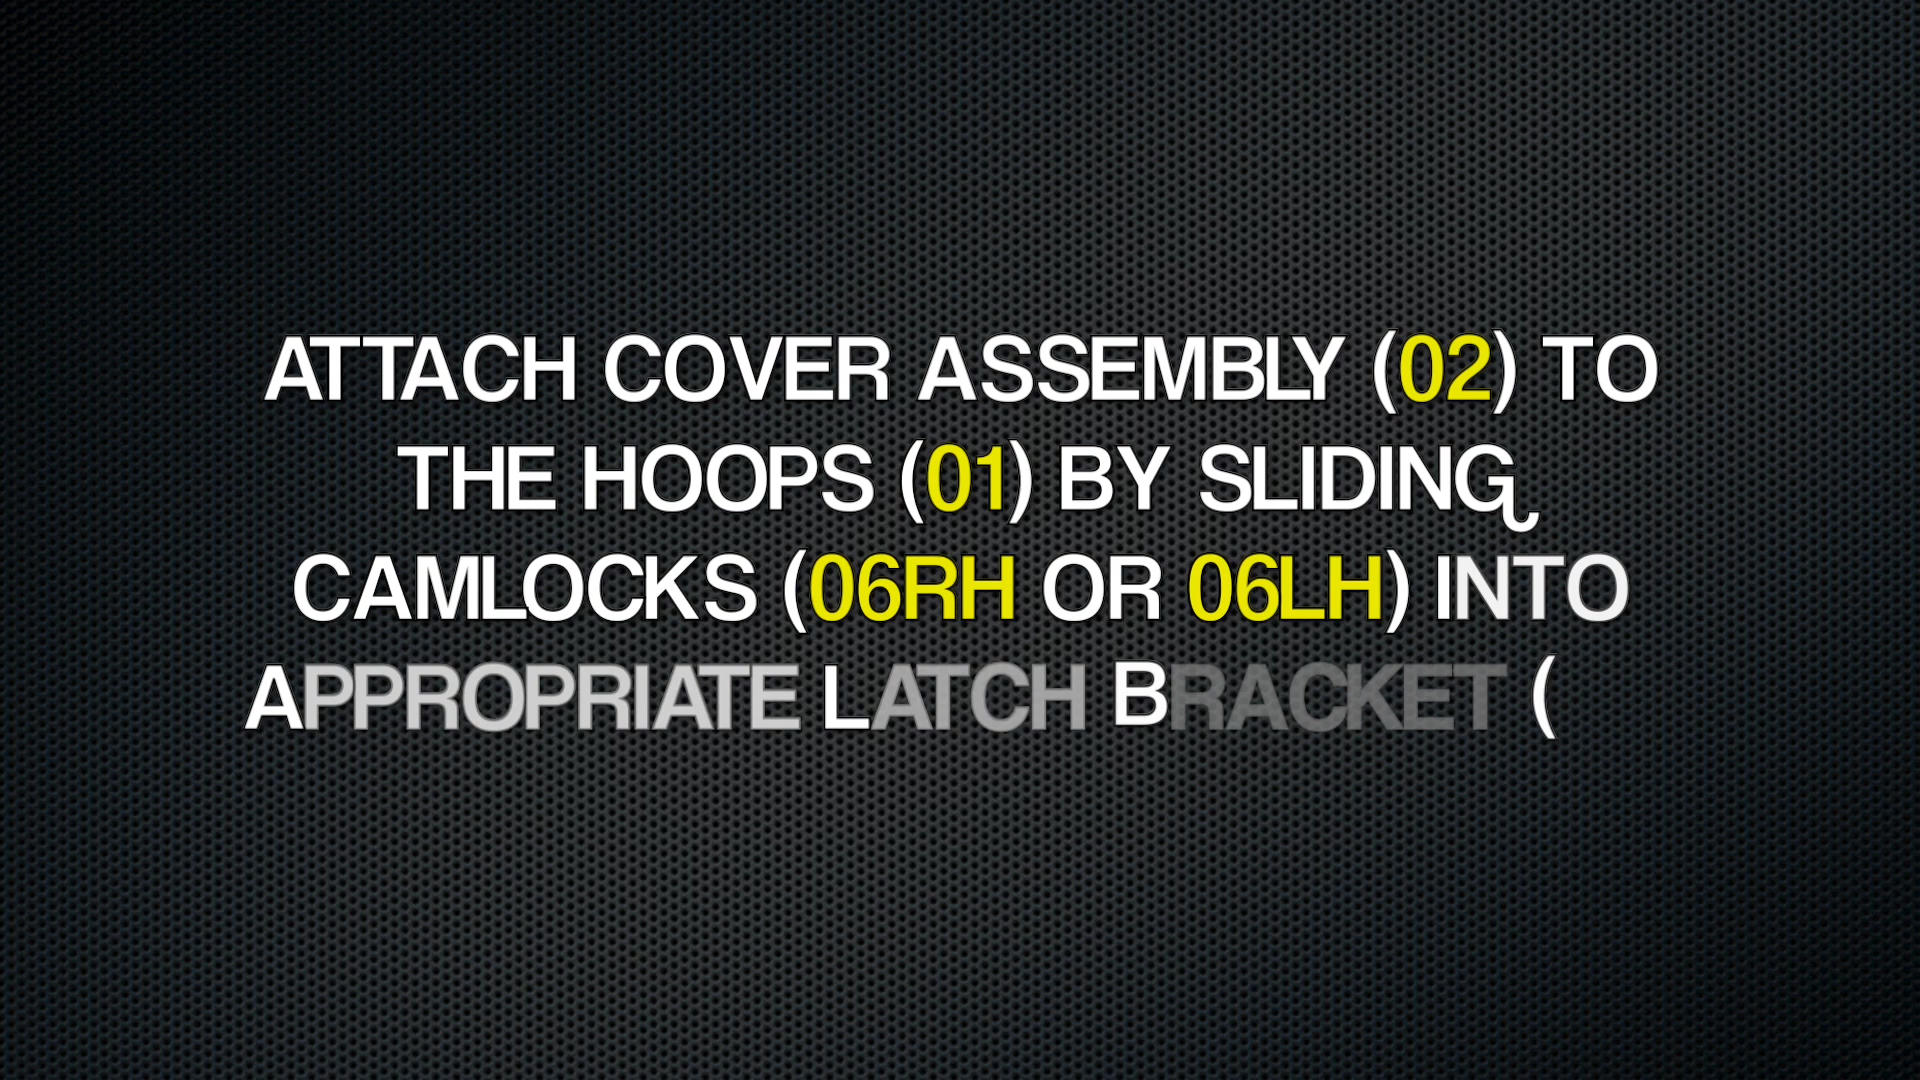 ATTACH COVER ASSEMBLY (02) TO
THE HOOPS (01) BY SLIDING
CAMLOCKS (06RH OR 06LH) INTO
APPROPRIATE LATCH BRACKET (